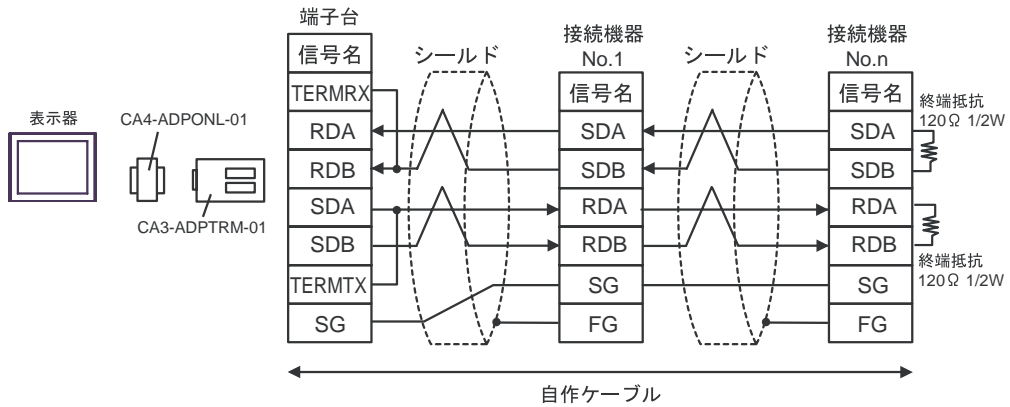 端子台
信号名
TERMRX
RDA
RDB
SDA
SDB
TERMTX
SG
シールド
接続機器
No.1
信号名
SDA
SDB
RDA
RDB
SG
FG
シールド
接続機器
No.n
信号名
SDA
SDB
RDA
RDB
SG
FG
終端抵抗
120Ω 1/2W
終端抵抗
120Ω 1/2W
表示器
CA4-ADPONL-01
CA3-ADPTRM-01
自作ケーブル